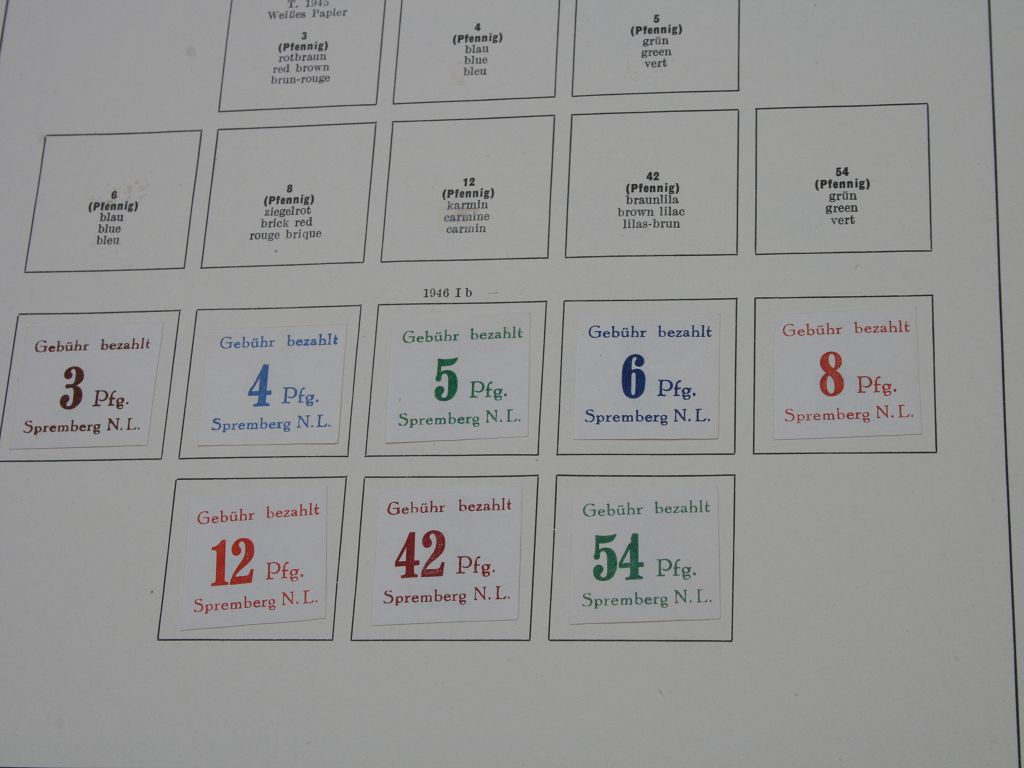 T. 1945
Weißes Papier
3
(Pfennig)
rotbraun
red brown
brun-rouge
4
(Pfennig)
blau
blue
bleu
5
(Pfennig)
grün
green
vert
6
(Pfennig)
blau
blue
bleu
8
(Pfennig)
ziegelrot
brick red
rouge brique
12
(Pfennig)
karmin
carmine
carmin
42
(Pfennig)
braunlila
brown lilac
lilas-brun
54
(Pfennig)
grün
green
vert
1946 I b —
Gebühr bezahlt
3 Pfg.
Spremberg N.L.
Gebühr bezahlt
4 Pfg.
Spremberg N.L.
Gebühr bezahlt
5 Pfg.
Spremberg N.L.
Gebühr bezahlt
6 Pfg.
Spremberg N.L.
Gebühr bezahlt
8 Pfg.
Spremberg N.L.
Gebühr bezahlt
12 Pfg.
Spremberg N.L.
Gebühr bezahlt
42 Pfg.
Spremberg N.L.
Gebühr bezahlt
54 Pfg.
Spremberg N.L.